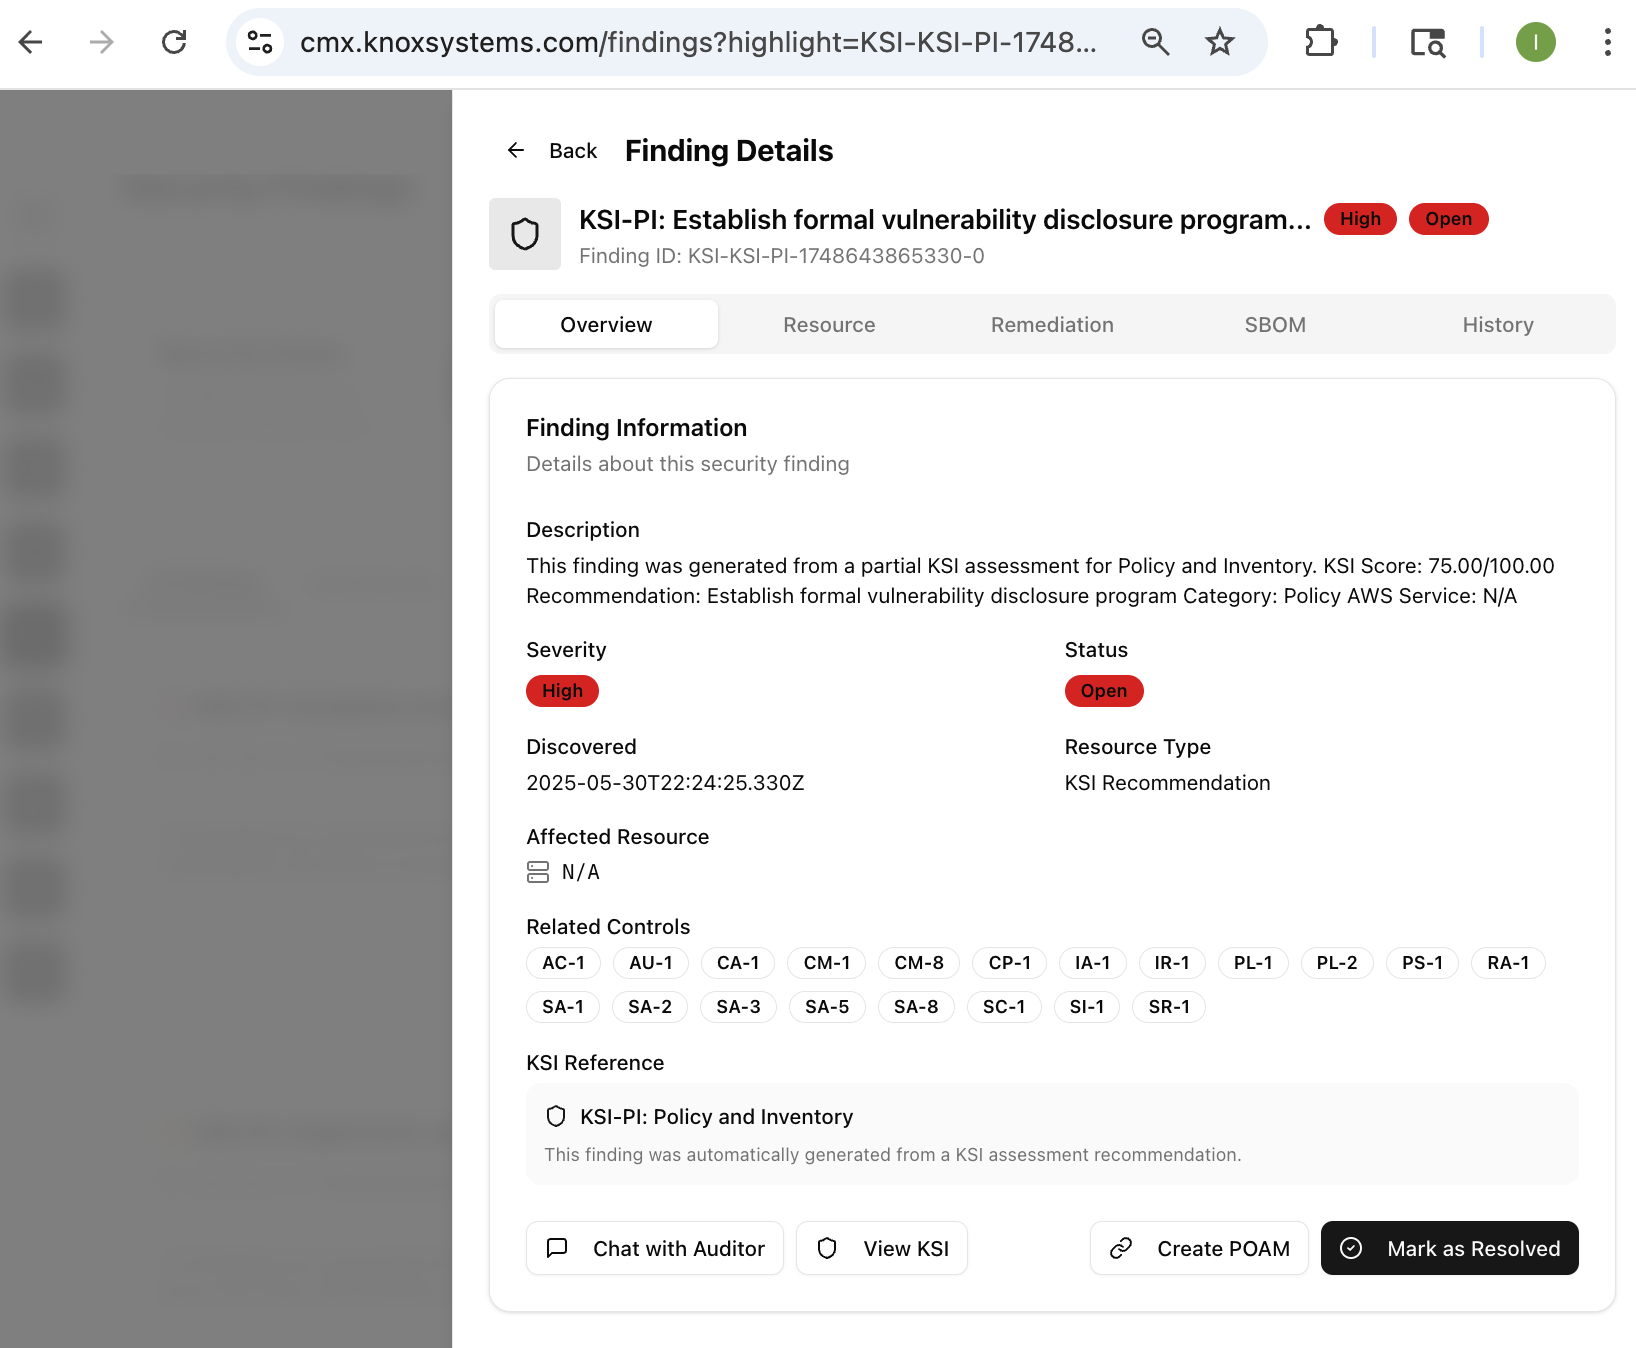 cmx.knoxsystems.com/findings?highlight=KSI-KSI-PI-1748...
I
Back
Finding Details
KSI-PI: Establish formal vulnerability disclosure program...
High
Open
Finding ID: KSI-KSI-PI-1748643865330-0
Overview
Resource
Remediation
SBOM
History
Finding Information
Details about this security finding
Description
This finding was generated from a partial KSI assessment for Policy and Inventory. KSI Score: 75.00/100.00
Recommendation: Establish formal vulnerability disclosure program Category: Policy AWS Service: N/A
Severity
Status
High
Open
Discovered
Resource Type
2025-05-30T22:24:25.330Z
KSI Recommendation
Affected Resource
N/A
Related Controls
AC-1 AU-1 CA-1 CM-1 CM-8 CP-1 IA-1 IR-1 PL-1 PL-2 PS-1 RA-1
SA-1 SA-2 SA-3 SA-5 SA-8 SC-1 SI-1 SR-1
KSI Reference
KSI-PI: Policy and Inventory
This finding was automatically generated from a KSI assessment recommendation.
Chat with Auditor
View KSI
Create POAM
Mark as Resolved